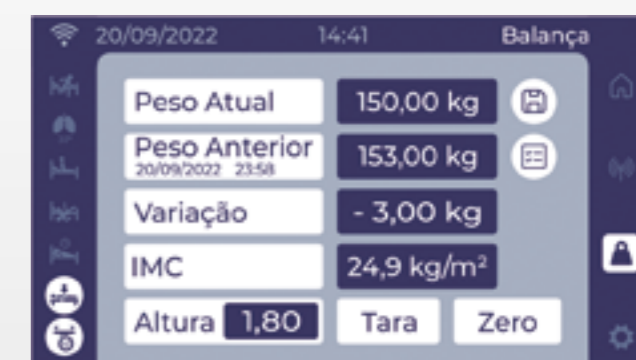 20/09/2022 14:41 Balança
Peso Atual 150,00 kg
Peso Anterior 153,00 kg
20/09/2022 23:58
Variação - 3,00 kg
IMC 24,9 kg/m²
Altura 1,80 Tara Zero